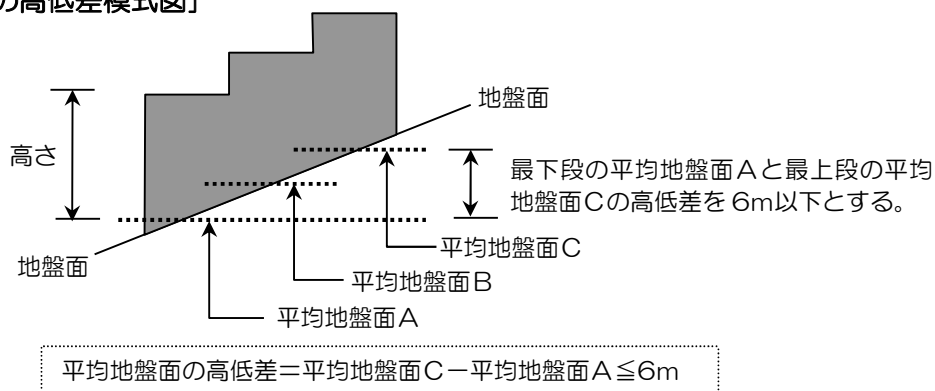 の高低差模式図］
地盤面
高さ
最下段の平均地盤面Aと最上段の平均
地盤面Cの高低差を6m以下とする。
平均地盤面C
地盤面
平均地盤面B
平均地盤面A
平均地盤面の高低差＝平均地盤面C－平均地盤面A≦6m